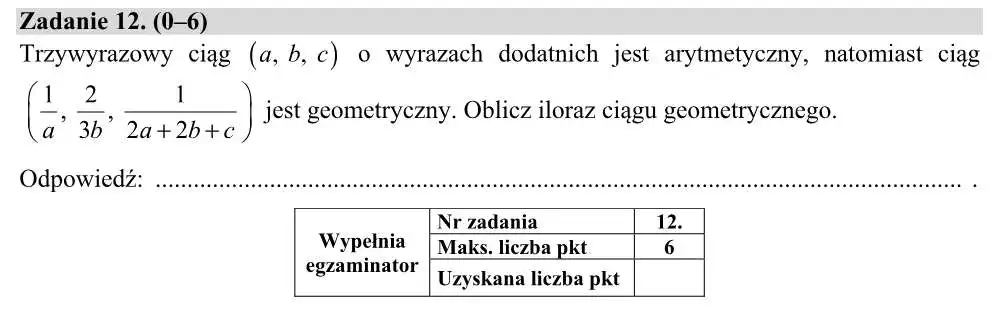 Zadanie 12. (0–6)
Trzywyrazowy ciąg (a, b, c) o wyrazach dodatnich jest arytmetyczny, natomiast ciąg
(1/a, 2/3b, 1/2a+2b+c) jest geometryczny. Oblicz iloraz ciągu geometrycznego.
Odpowiedź: ................................................................................................................................ .
Wypełnia egzaminator
Nr zadania 12.
Maks. liczba pkt 6
Uzyskana liczba pkt